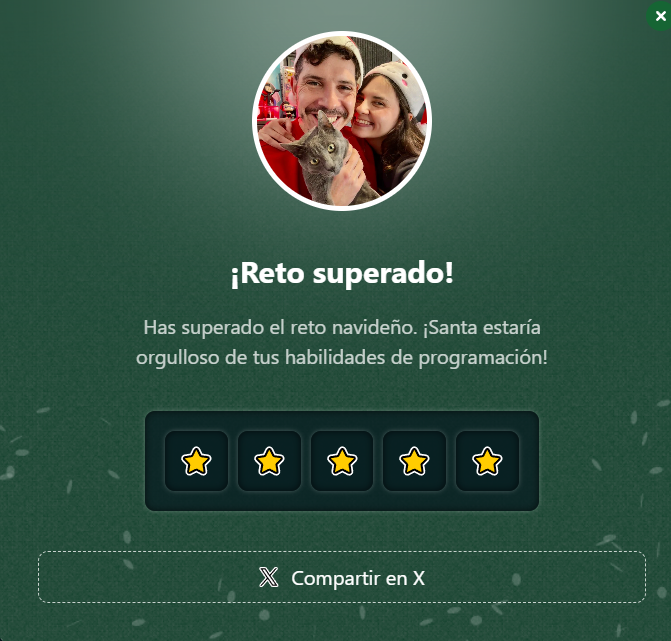 ¡Reto superado!
Has superado el reto navideño. ¡Santa estaría
orgulloso de tus habilidades de programación!
Compartir en X